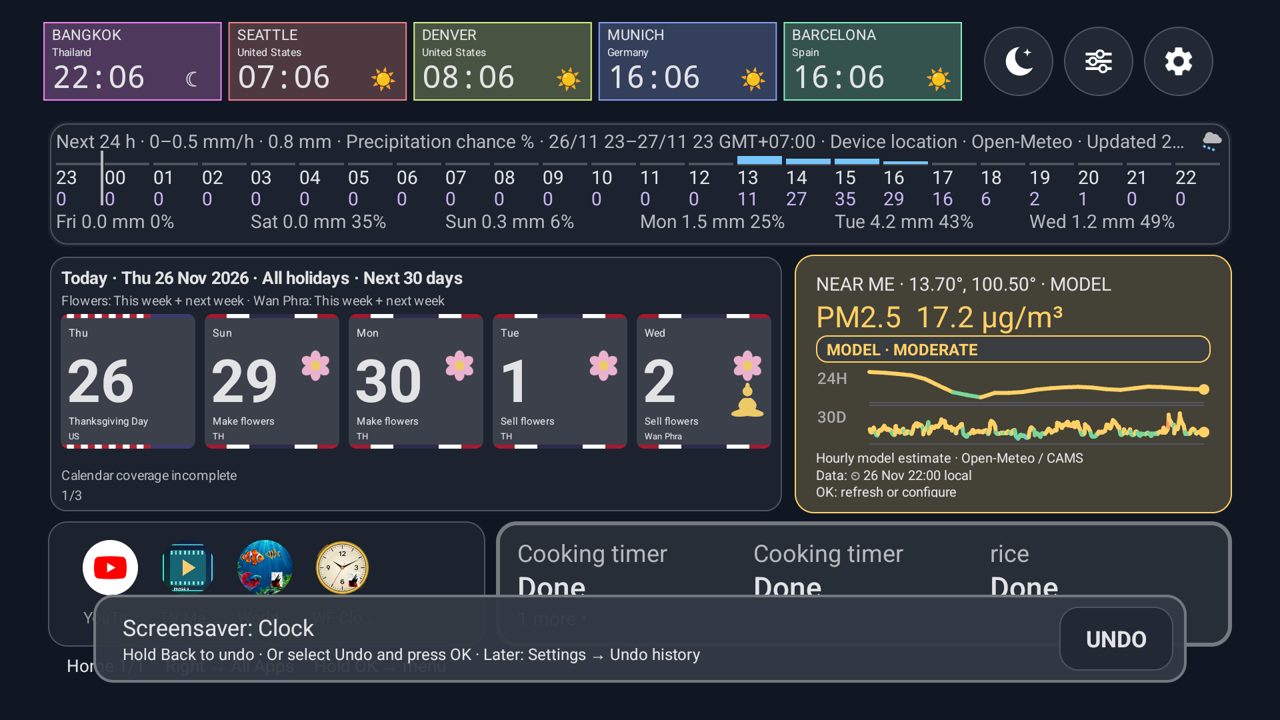 BANGKOK
Thailand
22:06
SEATTLE
United States
07:06
DENVER
United States
08:06
MUNICH
Germany
16:06
BARCELONA
Spain
16:06
Next 24 h · 0–0.5 mm/h · 0.8 mm · Precipitation chance % · 26/11 23–27/11 23 GMT+07:00 · Device location · Open-Meteo · Updated 2…
23 00 01 02 03 04 05 06 07 08 09 10 11 12 13 14 15 16 17 18 19 20 21 22
0 0 0 0 0 0 0 0 0 0 0 0 0 0 11 27 35 29 16 6 2 1 0 0
Fri 0.0 mm 0% Sat 0.0 mm 35% Sun 0.3 mm 6% Mon 1.5 mm 25% Tue 4.2 mm 43% Wed 1.2 mm 49%
Today · Thu 26 Nov 2026 · All holidays · Next 30 days
Flowers: This week + next week · Wan Phra: This week + next week
Thu
26
Thanksgiving Day
US
Sun
29
Make flowers
TH
Mon
30
Make flowers
TH
Tue
1
Sell flowers
TH
Wed
2
Sell flowers
Wan Phra
Calendar coverage incomplete
1/3
NEAR ME · 13.70°, 100.50° · MODEL
PM2.5 17.2 µg/m³
MODEL · MODERATE
24H
30D
Hourly model estimate · Open-Meteo / CAMS
Data: ⏲ 26 Nov 22:00 local
OK: refresh or configure
Cooking timer
Done
Cooking timer
Done
rice
Done
1 more •
Screensaver: Clock
Hold Back to undo · Or select Undo and press OK · Later: Settings → Undo history
UNDO
Home 1/1 Right → All Apps Hold OK → menu